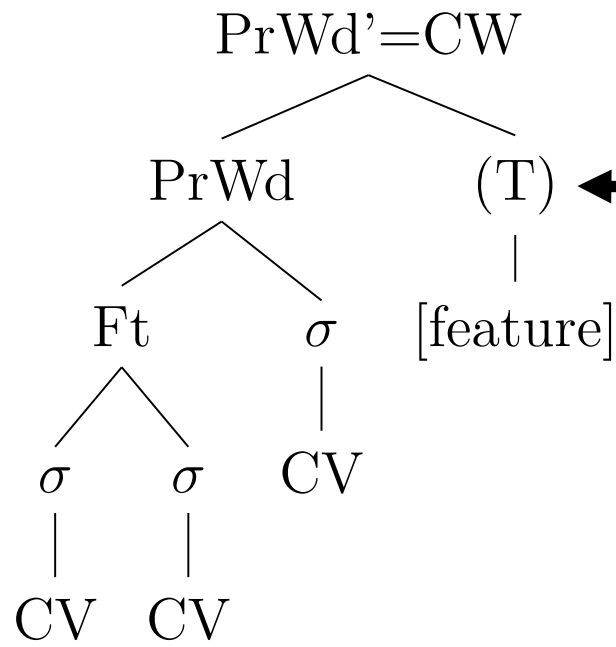 PrWd'=CW
PrWd (T)
Ft σ [feature]
σ σ CV
CV CV